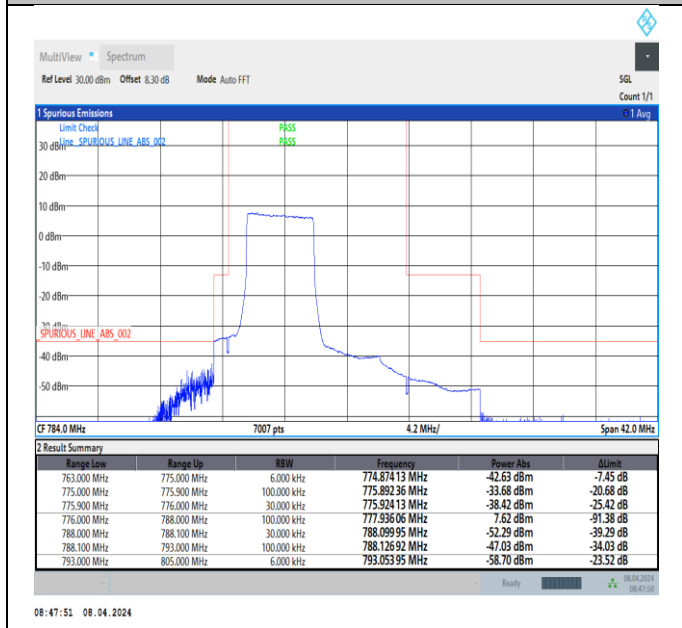 MultiView Spectrum
Ref Level 30.00 dBm Offset 8.30 dB Mode Auto FFT SGL
Count 1/1
1 Spurious Emissions 1 Avg
Limit Check PASS
Line _SPURIOUS_LINE_ABS_002 PASS
30 dBm
20 dBm
10 dBm
0 dBm
-10 dBm
-20 dBm
-30 dBm
_SPURIOUS_LINE_ABS_002
-40 dBm
-50 dBm
CF 784.0 MHz 7007 pts 4.2 MHz/ Span 42.0 MHz
2 Result Summary
Range Low Range Up RBW Frequency Power Abs ΔLimit
763.000 MHz 775.000 MHz 6.000 kHz 774.87413 MHz -42.63 dBm -7.45 dB
775.000 MHz 775.900 MHz 100.000 kHz 775.89236 MHz -33.68 dBm -20.68 dB
775.900 MHz 776.000 MHz 30.000 kHz 775.92413 MHz -38.42 dBm -25.42 dB
776.000 MHz 788.000 MHz 100.000 kHz 777.93606 MHz 7.62 dBm -91.38 dB
788.000 MHz 788.100 MHz 30.000 kHz 788.09995 MHz -52.29 dBm -39.29 dB
788.100 MHz 793.000 MHz 100.000 kHz 788.12692 MHz -47.03 dBm -34.03 dB
793.000 MHz 805.000 MHz 6.000 kHz 793.05395 MHz -58.70 dBm -23.52 dB
Ready 08.04.2024
08:47:50
08:47:51 08.04.2024